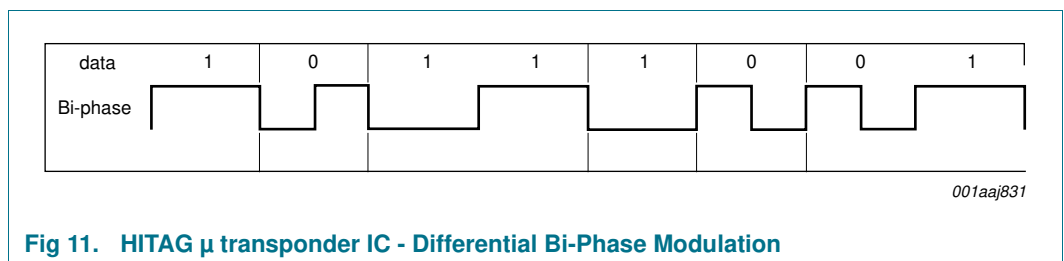 data 1 0 1 1 1 0 0 1
Bi-phase
001aaj831
Fig 11. HITAG µ transponder IC - Differential Bi-Phase Modulation